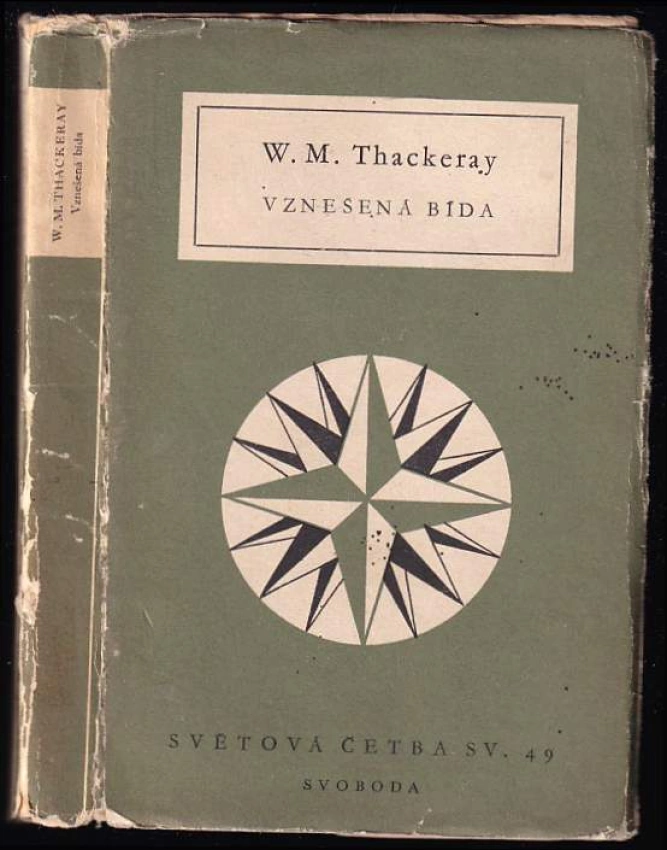 W. M. THACKERAY
Vznešená bída
W. M. Thackeray
VZNEŠENÁ BÍDA
SVĚTOVÁ ČETBA SV. 49
SVOBODA